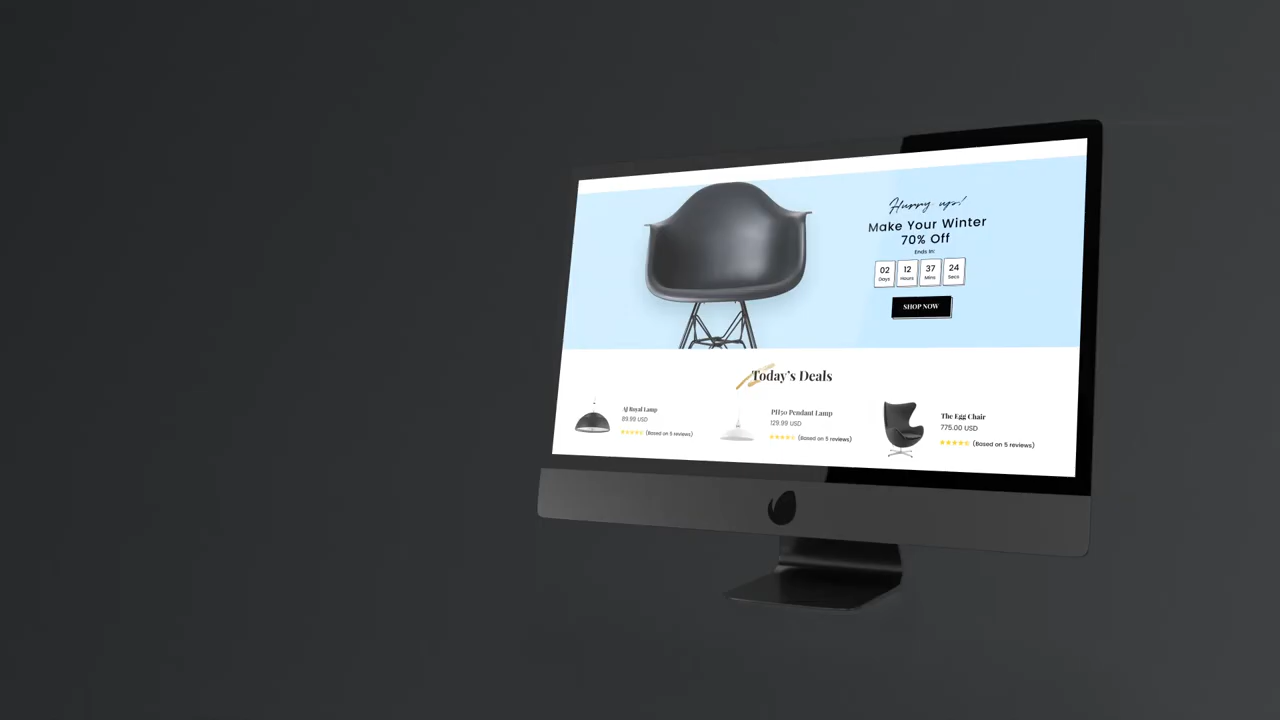 Hurry up!
Make Your Winter
70% Off
Ends In:
02 12 37 24
Days Hours Mins Secs
SHOP NOW
Today's Deals
AJ Royal Lamp
89.99 USD
(Based on 5 reviews)
PH50 Pendant Lamp
129.99 USD
(Based on 5 reviews)
The Egg Chair
775.00 USD
(Based on 5 reviews)